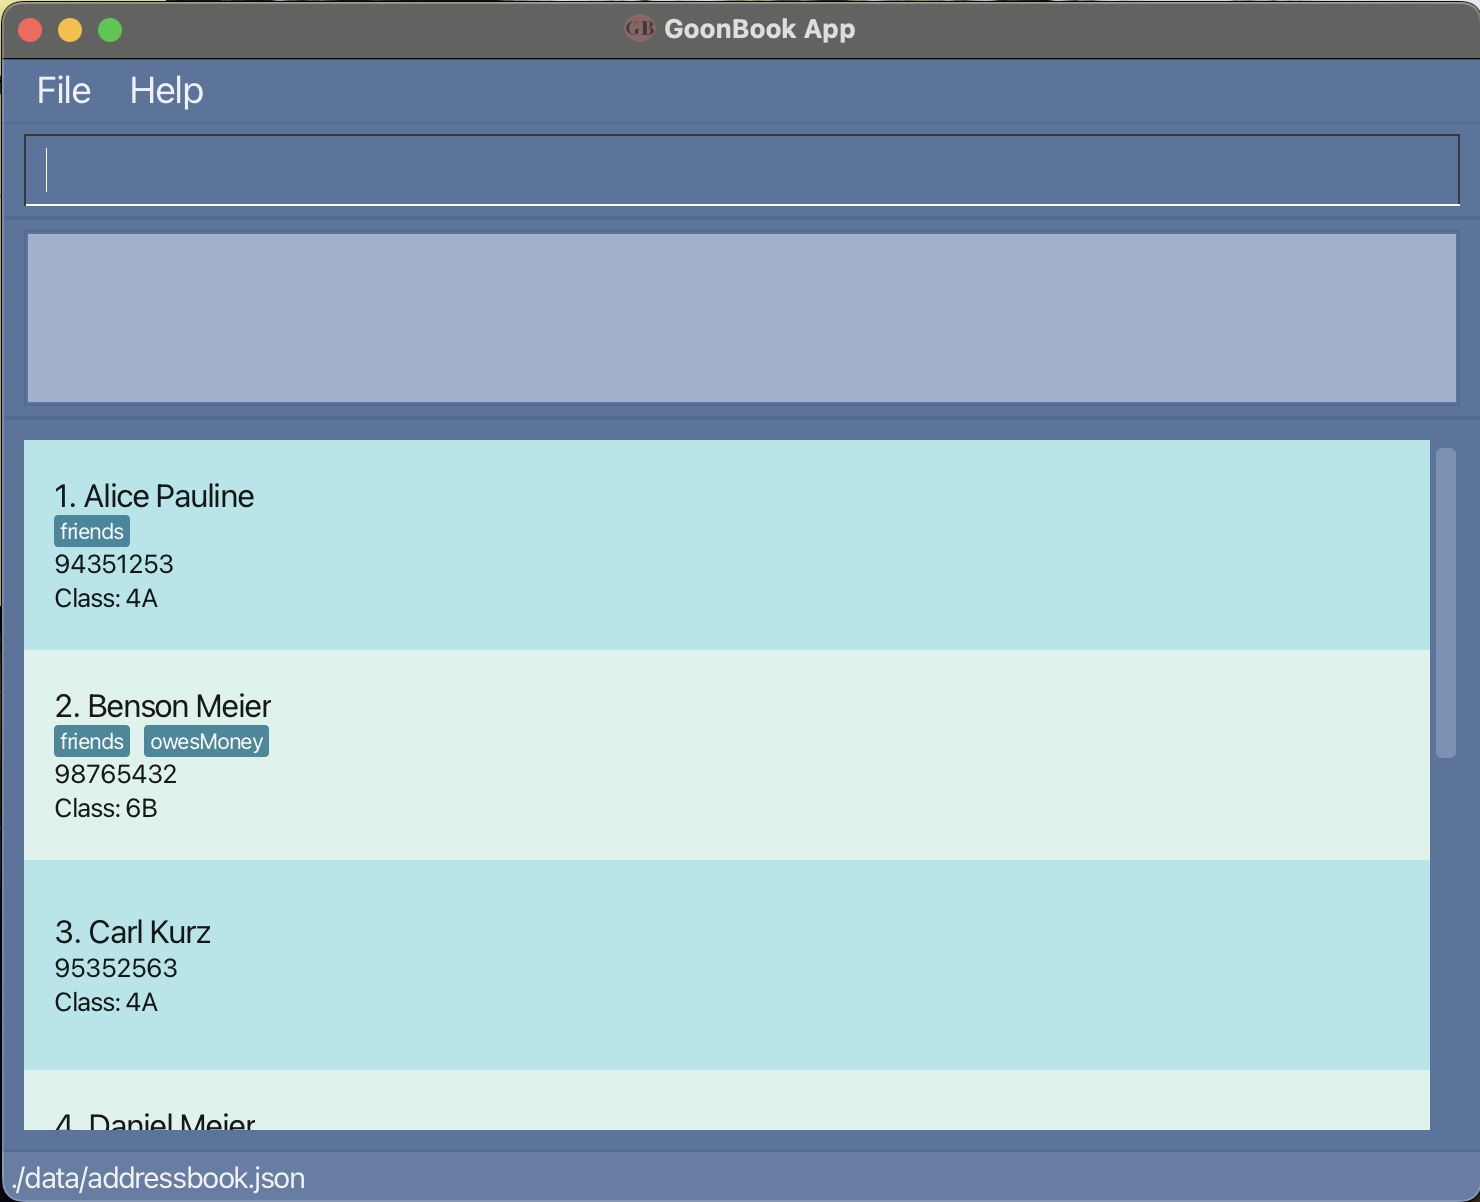 GB GoonBook App
File Help
1. Alice Pauline
friends
94351253
Class: 4A
2. Benson Meier
friends owesMoney
98765432
Class: 6B
3. Carl Kurz
95352563
Class: 4A
4. Daniel Meier
./data/addressbook.json